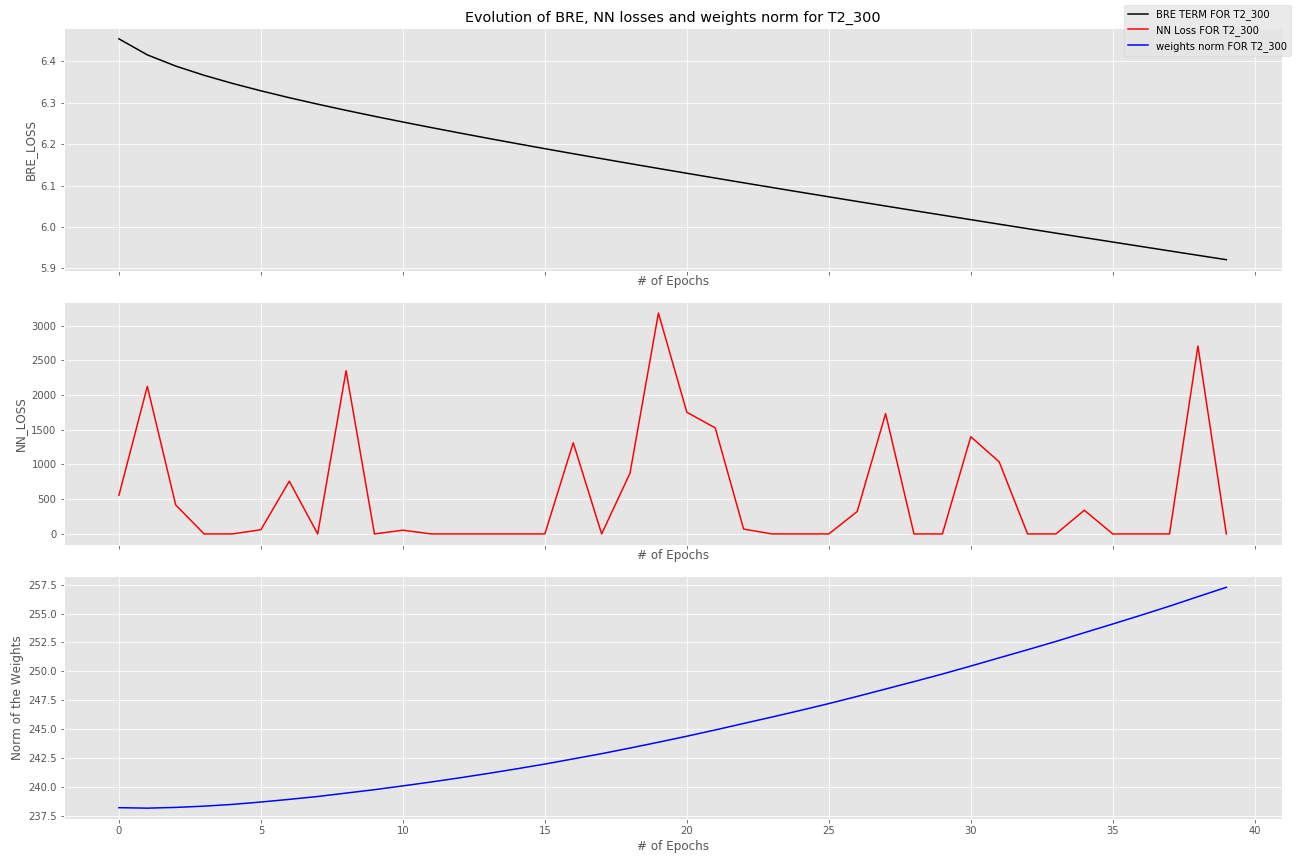 Evolution of BRE, NN losses and weights norm for T2_300
BRE TERM FOR T2_300
NN Loss FOR T2_300
weights norm FOR T2_300
BRE_LOSS
6.4
6.3
6.2
6.1
6.0
5.9
# of Epochs
NN_LOSS
3000
2500
2000
1500
1000
500
0
# of Epochs
Norm of the Weights
257.5
255.0
252.5
250.0
247.5
245.0
242.5
240.0
237.5
0 5 10 15 20 25 30 35 40
# of Epochs